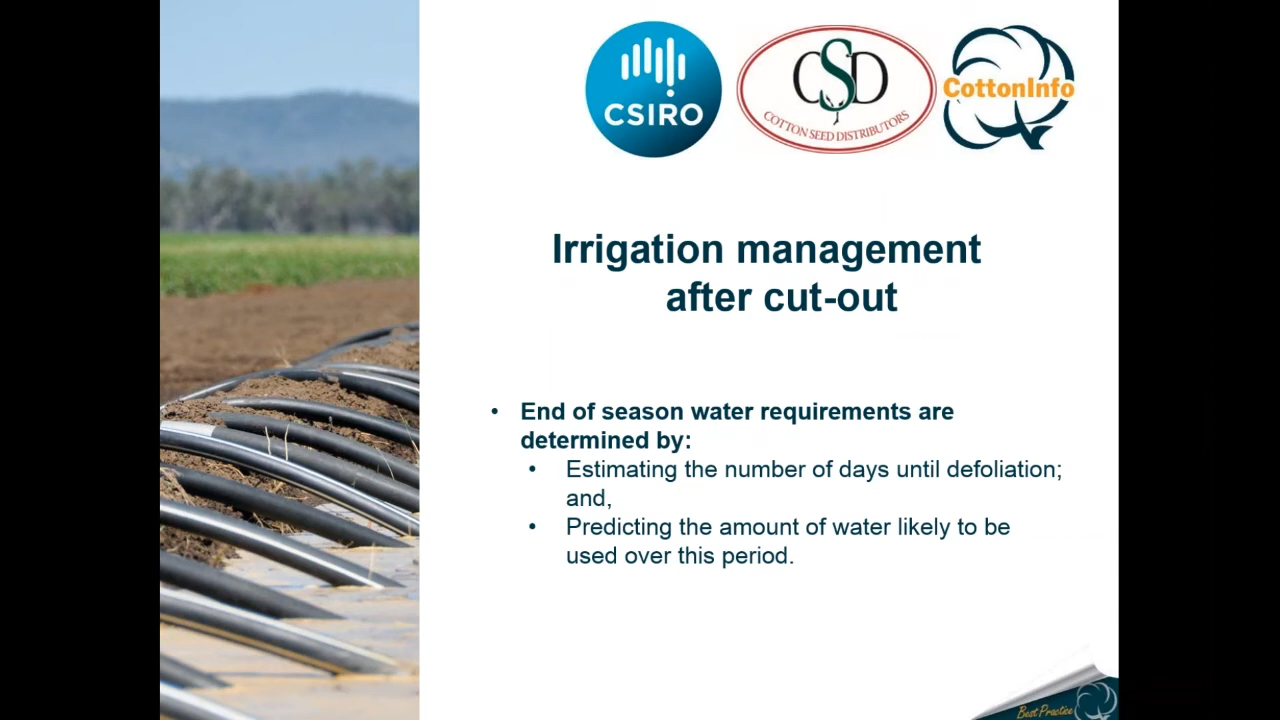 CSIRO
CSD
COTTON SEED DISTRIBUTORS
CottonInfo
Irrigation management
after cut-out
• End of season water requirements are
determined by:
• Estimating the number of days until defoliation;
and,
• Predicting the amount of water likely to be
used over this period.
Best Practice